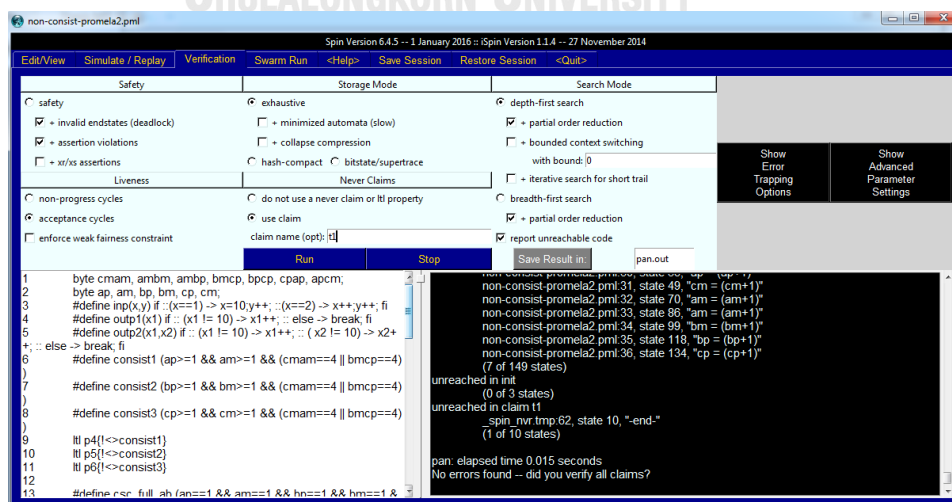 CHULALONGKORN UNIVERSITY
non-consist-promela2.pml
Spin Version 6.4.5 -- 1 January 2016 :: iSpin Version 1.1.4 -- 27 November 2014
Edit/View Simulate / Replay Verification Swarm Run <Help> Save Session Restore Session <Quit>
Safety Storage Mode Search Mode
safety exhaustive depth-first search
+ invalid endstates (deadlock) + minimized automata (slow) + partial order reduction
+ assertion violations + collapse compression + bounded context switching
+ xr/xs assertions hash-compact bitstate/supertrace with bound: 0
Liveness Never Claims + iterative search for short trail
non-progress cycles do not use a never claim or ltl property breadth-first search
acceptance cycles use claim + partial order reduction
enforce weak fairness constraint claim name (opt): t1 report unreachable code
Run Stop Save Result in: pan.out
Show Error Trapping Options
Show Advanced Parameter Settings
1 byte cmam, ambm, ambp, bmcp, bpcp, cpap, apcm;
2 byte ap, am, bp, bm, cp, cm;
3 #define inp(x,y) if ::(x==1) -> x=10;y++; ::(x==2) -> x++;y++; fi
4 #define outp1(x1) if :: (x1 != 10) -> x1++; :: else -> break; fi
5 #define outp2(x1,x2) if :: (x1 != 10) -> x1++; :: ( x2 != 10) -> x2+
+; :: else -> break; fi
6 #define consist1 (ap>=1 && am>=1 && (cmam==4 || bmcp==4)
)
7 #define consist2 (bp>=1 && bm>=1 && (cmam==4 || bmcp==4)
)
8 #define consist3 (cp>=1 && cm>=1 && (cmam==4 || bmcp==4)
)
9 ltl p4{!<>consist1}
10 ltl p5{!<>consist2}
11 ltl p6{!<>consist3}
12
13 #define csc_full_ab (ap==1 && am==1 && bp==1 && bm==1 &
non-consist-promela2.pml:31, state 49, "cm = (cm+1)"
non-consist-promela2.pml:32, state 70, "am = (am+1)"
non-consist-promela2.pml:33, state 86, "am = (am+1)"
non-consist-promela2.pml:34, state 99, "bm = (bm+1)"
non-consist-promela2.pml:35, state 118, "bp = (bp+1)"
non-consist-promela2.pml:36, state 134, "cp = (cp+1)"
(7 of 149 states)
unreached in init
(0 of 3 states)
unreached in claim t1
_spin_nvr.tmp:62, state 10, "-end-"
(1 of 10 states)
pan: elapsed time 0.015 seconds
No errors found -- did you verify all claims?